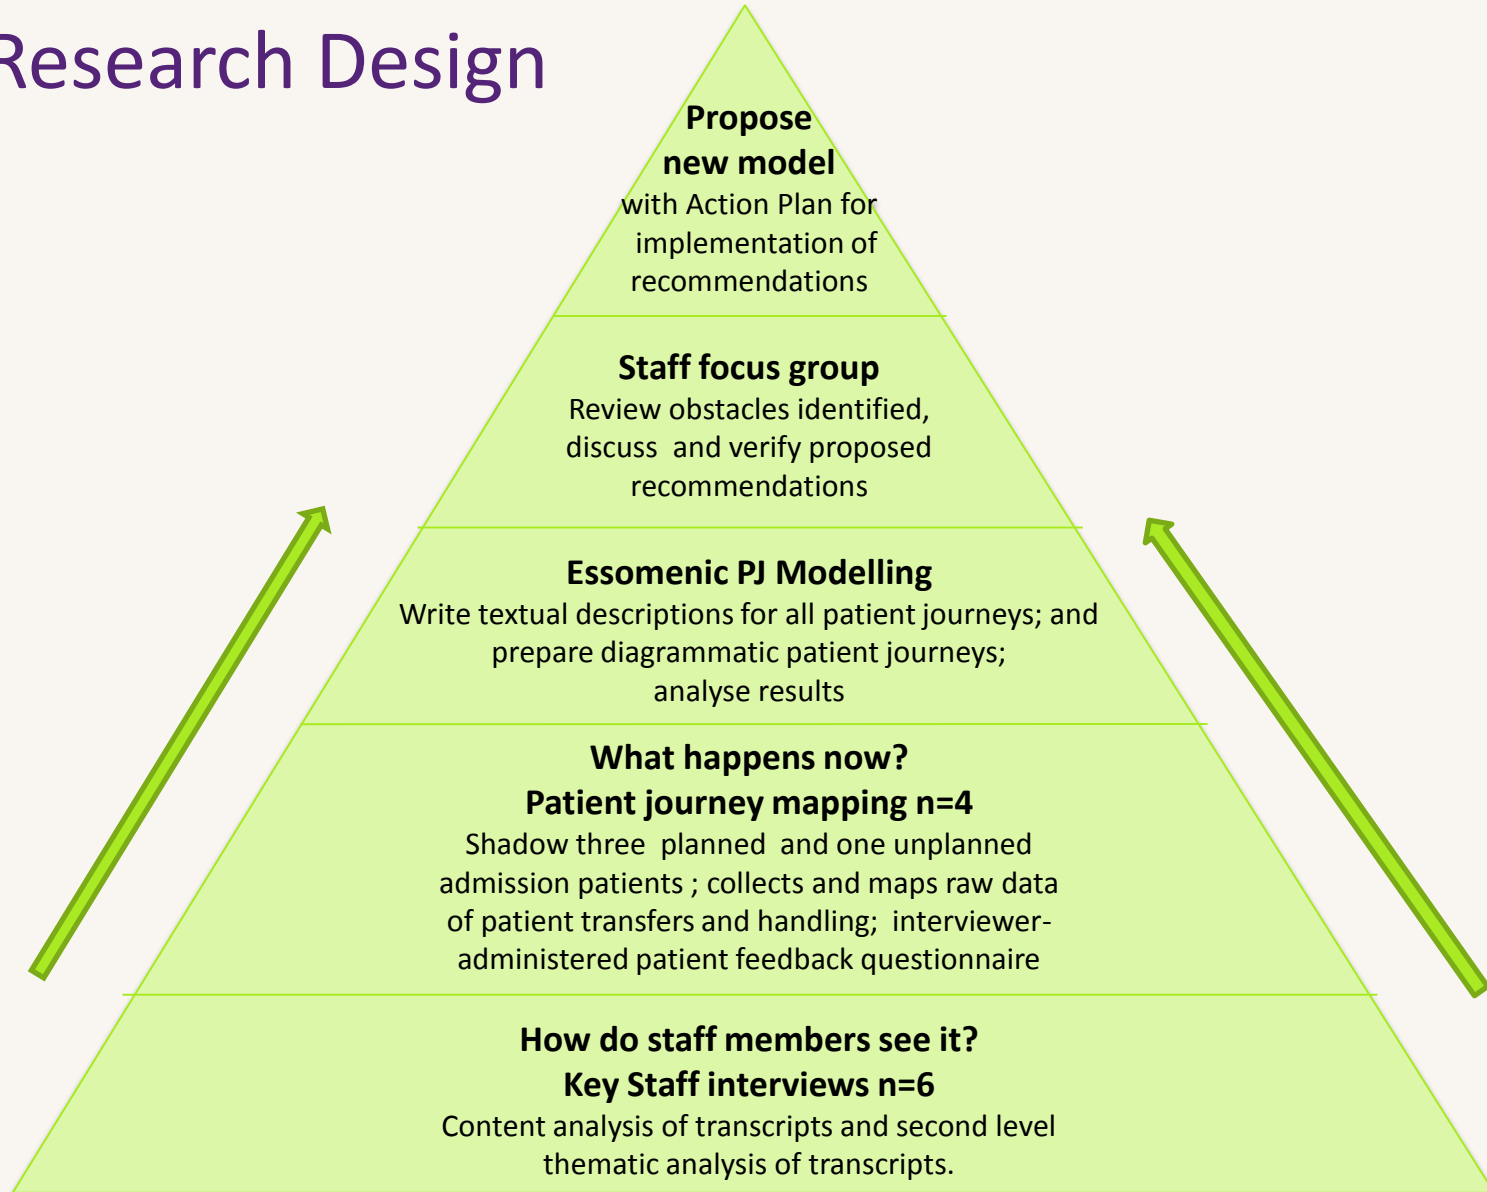 Research Design
Propose
new model
with Action Plan for
implementation of
recommendations
Staff focus group
Review obstacles identified,
discuss and verify proposed
recommendations
Essomenic PJ Modelling
Write textual descriptions for all patient journeys; and
prepare diagrammatic patient journeys;
analyse results
What happens now?
Patient journey mapping n=4
Shadow three planned and one unplanned
admission patients ; collects and maps raw data
of patient transfers and handling; interviewer-
administered patient feedback questionnaire
How do staff members see it?
Key Staff interviews n=6
Content analysis of transcripts and second level
thematic analysis of transcripts.